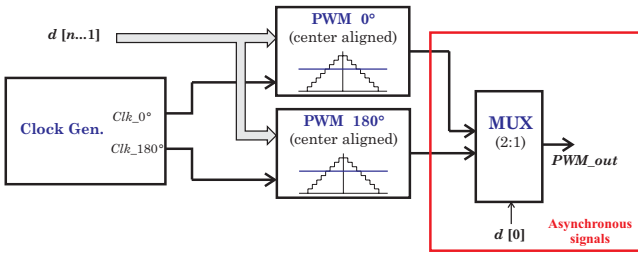 PWM 0°
(center aligned)
d [n...1]
Clock Gen.
Clk_0°
Clk_180°
PWM 180°
(center aligned)
MUX
(2:1)
PWM_out
d [0]
Asynchronous
signals